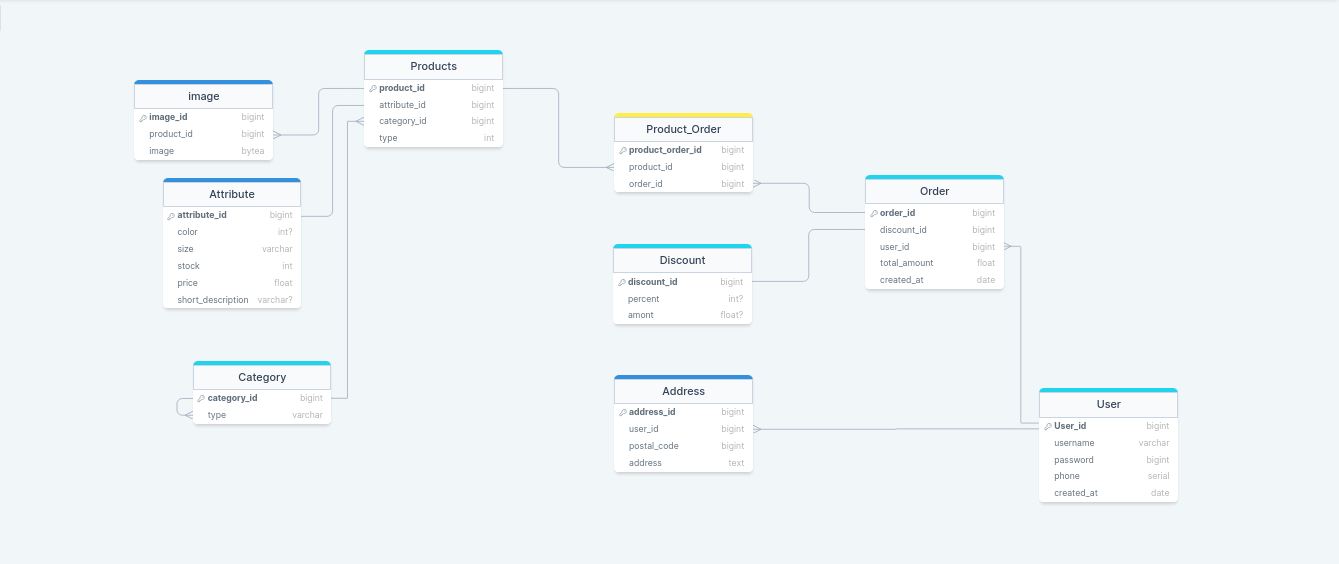 Products
product_id bigint
attribute_id bigint
category_id bigint
type int
image
image_id bigint
product_id bigint
image bytea
Product_Order
product_order_id bigint
product_id bigint
order_id bigint
Attribute
attribute_id bigint
color int?
size varchar
stock int
price float
short_description varchar?
Order
order_id bigint
discount_id bigint
user_id bigint
total_amount float
created_at date
Discount
discount_id bigint
percent int?
amont float?
Category
category_id bigint
type varchar
Address
address_id bigint
user_id bigint
postal_code bigint
address text
User
User_id bigint
username varchar
password bigint
phone serial
created_at date